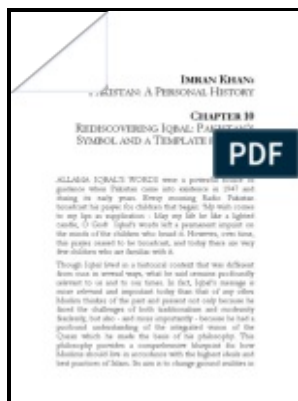 IMRAN KHAN:
PAKISTAN: A PERSONAL HISTORY
CHAPTER 10
REDISCOVERING IQBAL: PAKISTAN'S
SYMBOL AND A TEMPLATE
PDF
ALLAMA IQBAL'S WORDS were a powerful source of
guidance when Pakistan came into existence in 1947 and
during its early years. Every morning Radio Pakistan
broadcast his prayer for children that began: 'My wish comes
to my lips as supplication - May my life be like a lighted
candle, O God!' Iqbal's words left a permanent impact on
the minds of the children who heard it. However, over time,
this prayer ceased to be broadcast, and today there are very
few children who are familiar with it.
Though Iqbal lived in a historical context that was different
from ours in several ways, what he said remains profoundly
relevant to us and to our times. In fact, Iqbal's message is
more relevant and important today than that of any other
Muslim thinker of the past and present not only because he
faced the challenges of both traditionalism and modernity
fearlessly, but also - and more importantly - because he had a
profound understanding of the integrated vision of the
Quran which he made the basis of his philosophy. This
philosophy provides a comprehensive blueprint for how
Muslims should live in accordance with the highest ideals and
best practices of Islam. Its aim is to change ground realities in